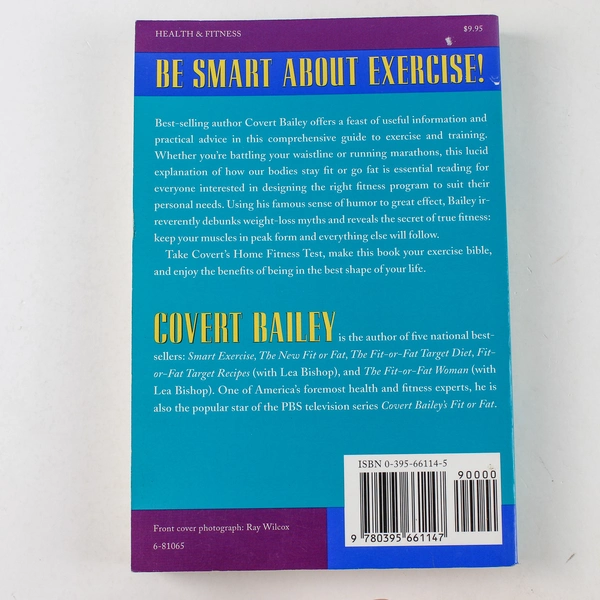 HEALTH & FITNESS
$9.95
BE SMART ABOUT EXERCISE!
Best-selling author Covert Bailey offers a feast of useful information and
practical advice in this comprehensive guide to exercise and training.
Whether you're battling your waistline or running marathons, this lucid
explanation of how our bodies stay fit or go fat is essential reading for
everyone interested in designing the right fitness program to suit their
personal needs. Using his famous sense of humor to great effect, Bailey ir-
reverently debunks weight-loss myths and reveals the secret of true fitness:
keep your muscles in peak form and everything else will follow.
Take Covert's Home Fitness Test, make this book your exercise bible,
and enjoy the benefits of being in the best shape of your life.
COVERT BAILEY is the author of five national best-
sellers: Smart Exercise, The New Fit or Fat, The Fit-or-Fat Target Diet, Fit-
or-Fat Target Recipes (with Lea Bishop), and The Fit-or-Fat Woman (with
Lea Bishop). One of America's foremost health and fitness experts, he is
also the popular star of the PBS television series Covert Bailey's Fit or Fat.
ISBN 0-395-66114-5
90000
9 780395 661147
Front cover photograph: Ray Wilcox
6-81065